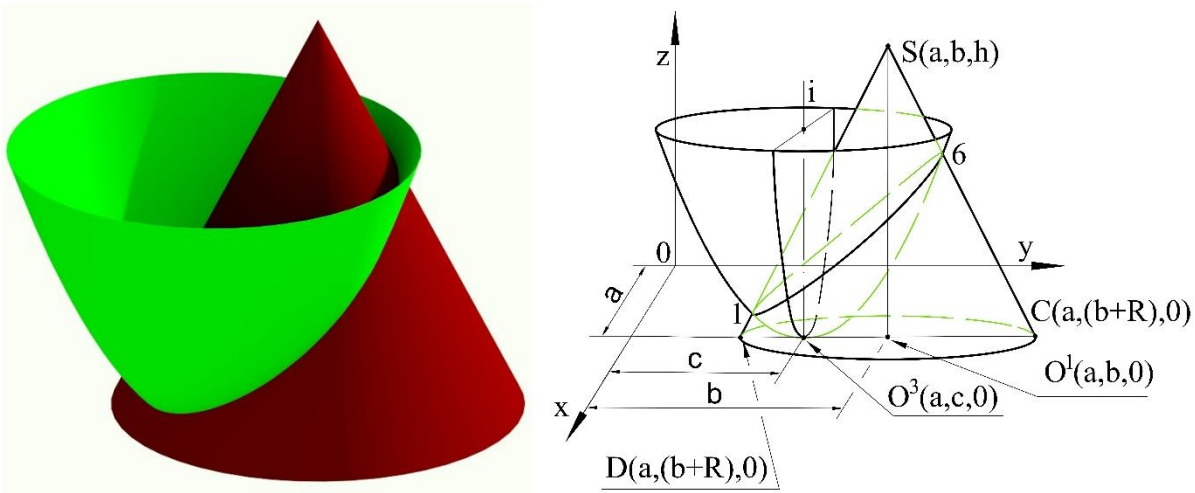 z
S(a,b,h)
i
6
0
y
a
1
C(a,(b+R),0)
c
O¹(a,b,0)
b
O³(a,c,0)
x
D(a,(b+R),0)